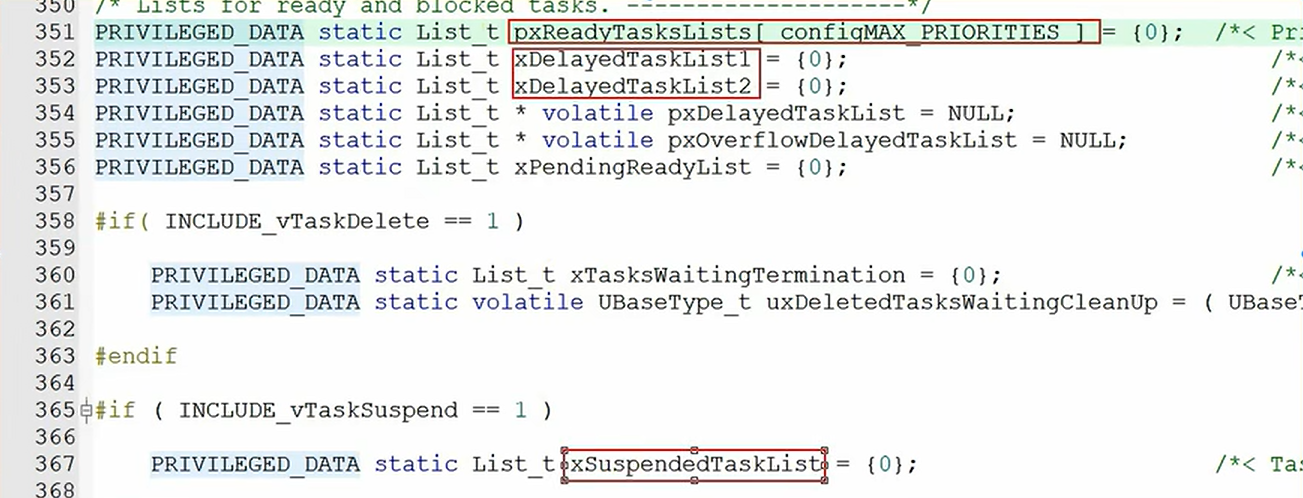 350 /* Lists for ready and blocked tasks. --------------------*/
351 PRIVILEGED_DATA static List_t pxReadyTasksLists[ configMAX_PRIORITIES ] = {0}; /*< Pri
352 PRIVILEGED_DATA static List_t xDelayedTaskList1 = {0}; /*<
353 PRIVILEGED_DATA static List_t xDelayedTaskList2 = {0}; /*<
354 PRIVILEGED_DATA static List_t * volatile pxDelayedTaskList = NULL; /*<
355 PRIVILEGED_DATA static List_t * volatile pxOverflowDelayedTaskList = NULL; /*<
356 PRIVILEGED_DATA static List_t xPendingReadyList = {0}; /*<
357
358 #if( INCLUDE_vTaskDelete == 1 )
359
360 PRIVILEGED_DATA static List_t xTasksWaitingTermination = {0}; /*<
361 PRIVILEGED_DATA static volatile UBaseType_t uxDeletedTasksWaitingCleanUp = ( UBaseT
362
363 #endif
364
365 #if ( INCLUDE_vTaskSuspend == 1 )
366
367 PRIVILEGED_DATA static List_t xSuspendedTaskList = {0}; /*< Tas
368